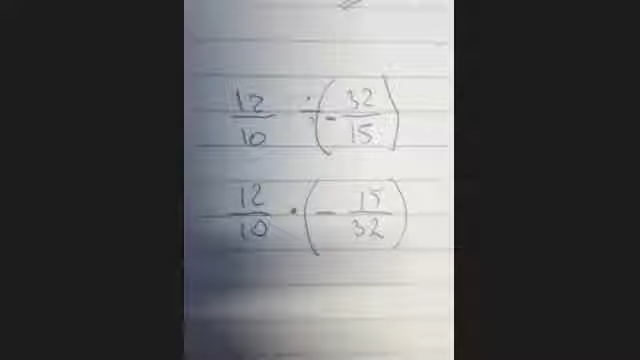 12/10 ÷ (- 32/15)
12/10 · (- 15/32)